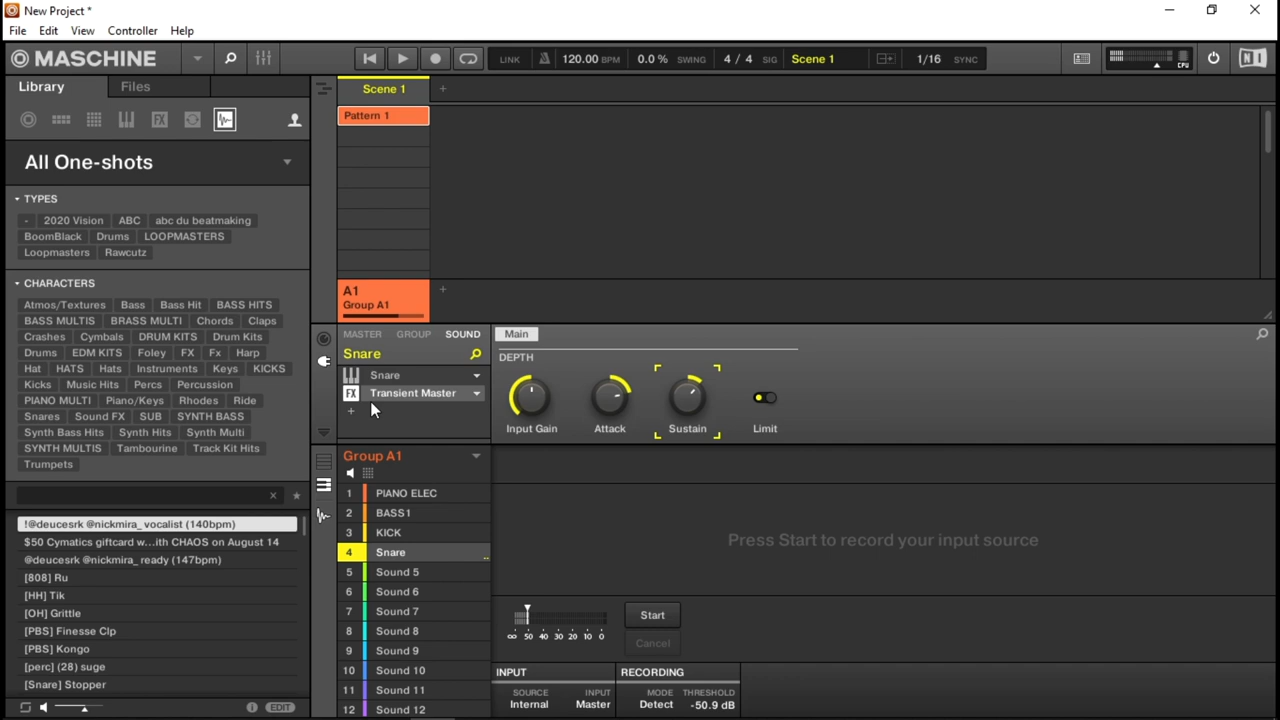 New Project *
File Edit View Controller Help
MASCHINE LINK 120.00 BPM 0.0 % SWING 4 / 4 SIG Scene 1 1/16 SYNC CPU NI
Library Files
All One-shots
TYPES
- 2020 Vision ABC abc du beatmaking
BoomBlack Drums LOOPMASTERS
Loopmasters Rawcutz
CHARACTERS
Atmos/Textures Bass Bass Hit BASS HITS
BASS MULTIS BRASS MULTI Chords Claps
Crashes Cymbals DRUM KITS Drum Kits
Drums EDM KITS Foley FX Fx Harp
Hat HATS Hats Instruments Keys KICKS
Kicks Music Hits Percs Percussion
PIANO MULTI Piano/Keys Rhodes Ride
Snares Sound FX SUB SYNTH BASS
Synth Bass Hits Synth Hits Synth Multi
SYNTH MULTIS Tambourine Track Kit Hits
Trumpets
!@deucesrk @nickmira_ vocalist (140bpm)
$50 Cymatics giftcard w...ith CHAOS on August 14
@deucesrk @nickmira_ ready (147bpm)
[808] Ru
[HH] Tik
[OH] Grittle
[PBS] Finesse Clp
[PBS] Kongo
[perc] (28) suge
[Snare] Stopper
EDIT
Scene 1 +
Pattern 1
A1
Group A1
+
MASTER GROUP SOUND
Snare
Snare
FX Transient Master
+
Main
DEPTH
Input Gain Attack Sustain Limit
Group A1
1 PIANO ELEC
2 BASS1
3 KICK
4 Snare
5 Sound 5
6 Sound 6
7 Sound 7
8 Sound 8
9 Sound 9
10 Sound 10
11 Sound 11
12 Sound 12
Press Start to record your input source
∞ 50 40 30 20 10 0
Start
Cancel
INPUT RECORDING
SOURCE INPUT MODE THRESHOLD
Internal Master Detect -50.9 dB